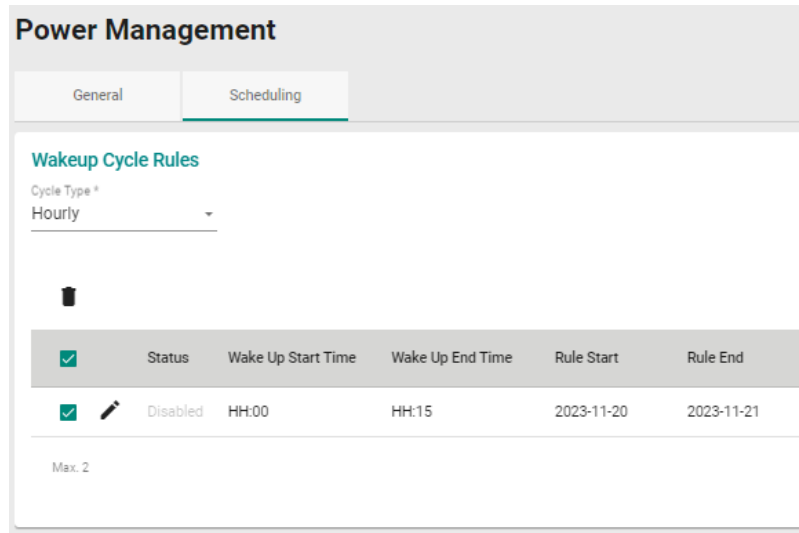 Power Management
General Scheduling
Wakeup Cycle Rules
Cycle Type *
Hourly
Status Wake Up Start Time Wake Up End Time Rule Start Rule End
Disabled HH:00 HH:15 2023-11-20 2023-11-21
Max. 2